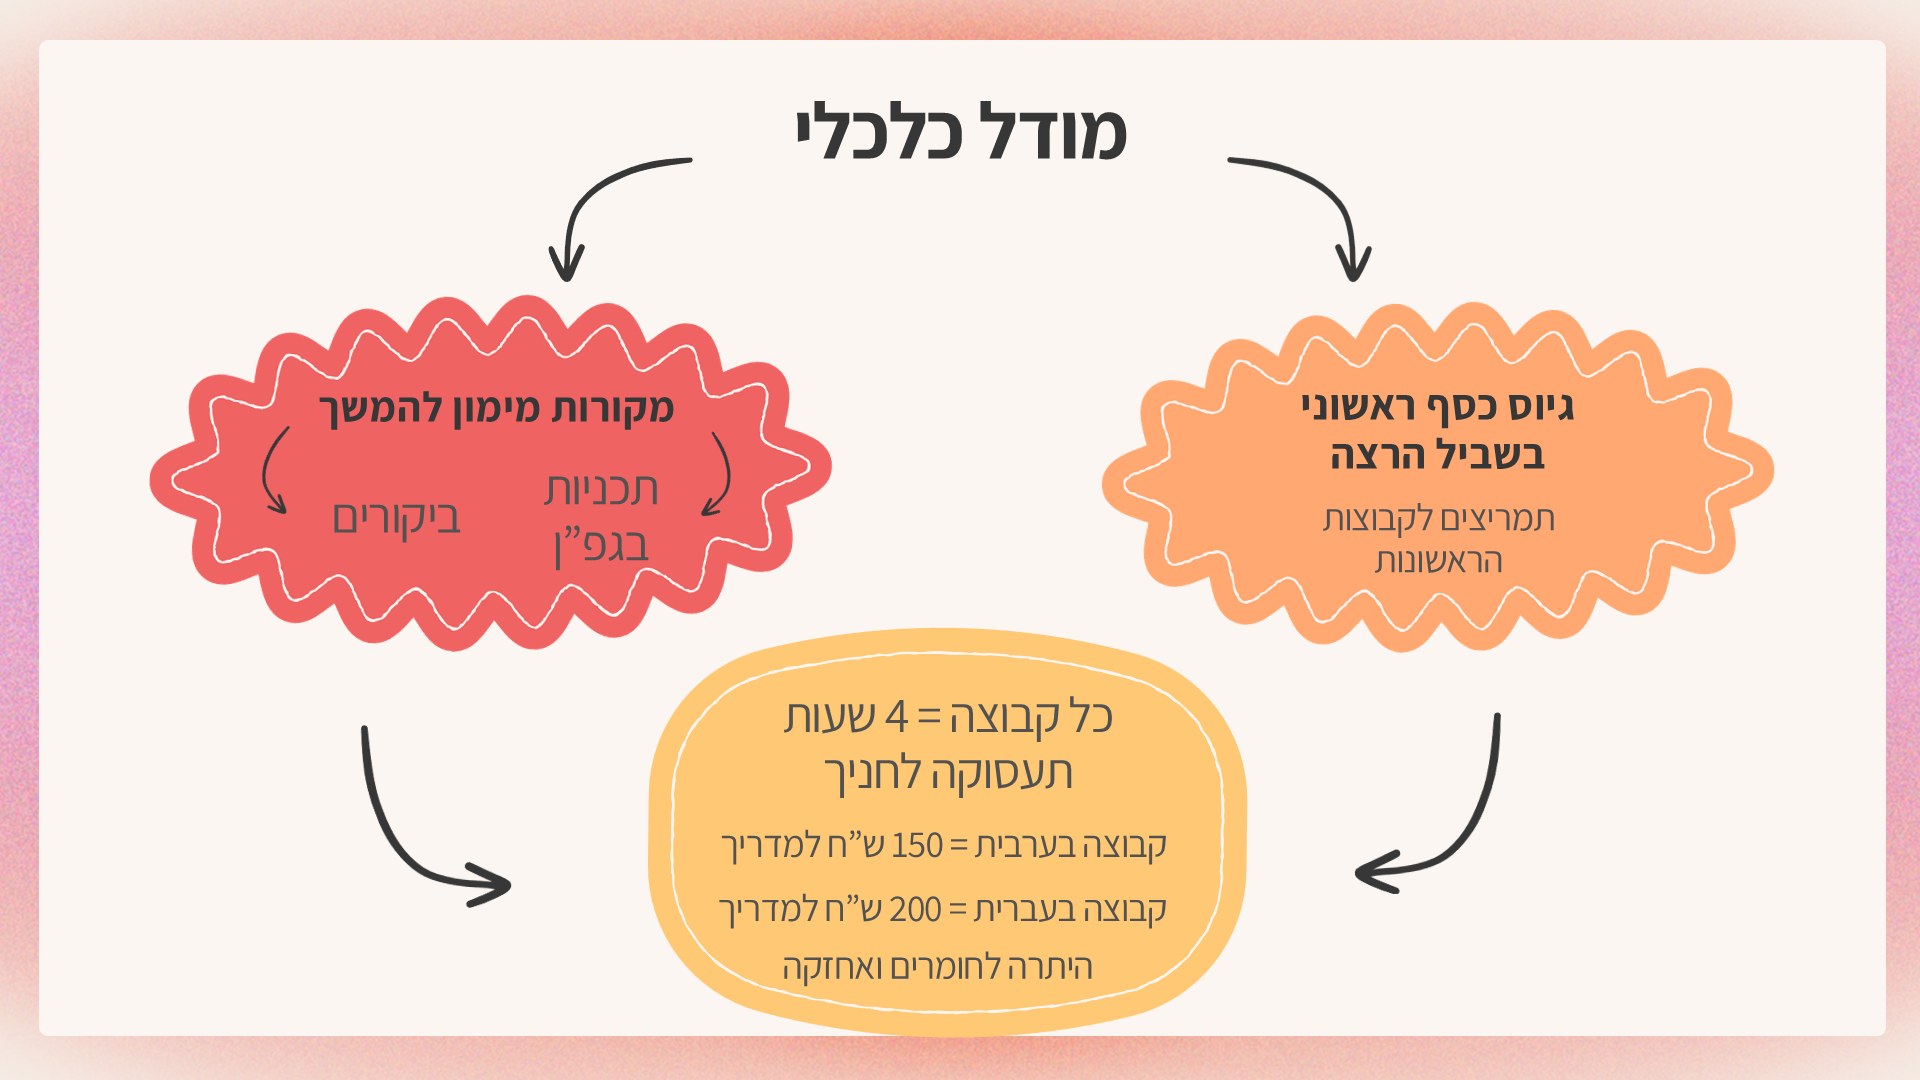 מודל כלכלי
גיוס כסף ראשוני
בשביל הרצה
תמריצים לקבוצות
הראשונות
מקורות מימון להמשך
תכניות
בגפ”ן
ביקורים
כל קבוצה = 4 שעות
תעסוקה לחניך
קבוצה בערבית = 150 ש”ח למדריך
קבוצה בעברית = 200 ש”ח למדריך
היתרה לחומרים ואחזקה